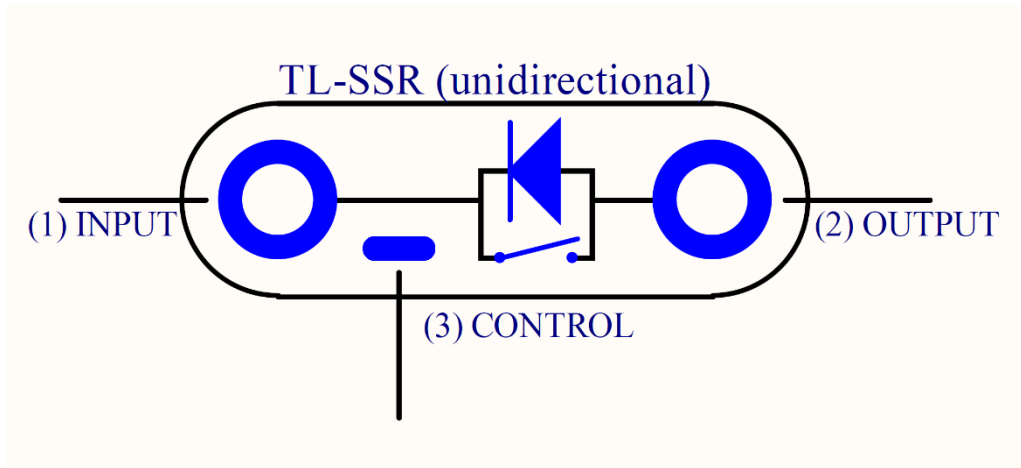 TL-SSR (unidirectional)
(1) INPUT
(2) OUTPUT
(3) CONTROL